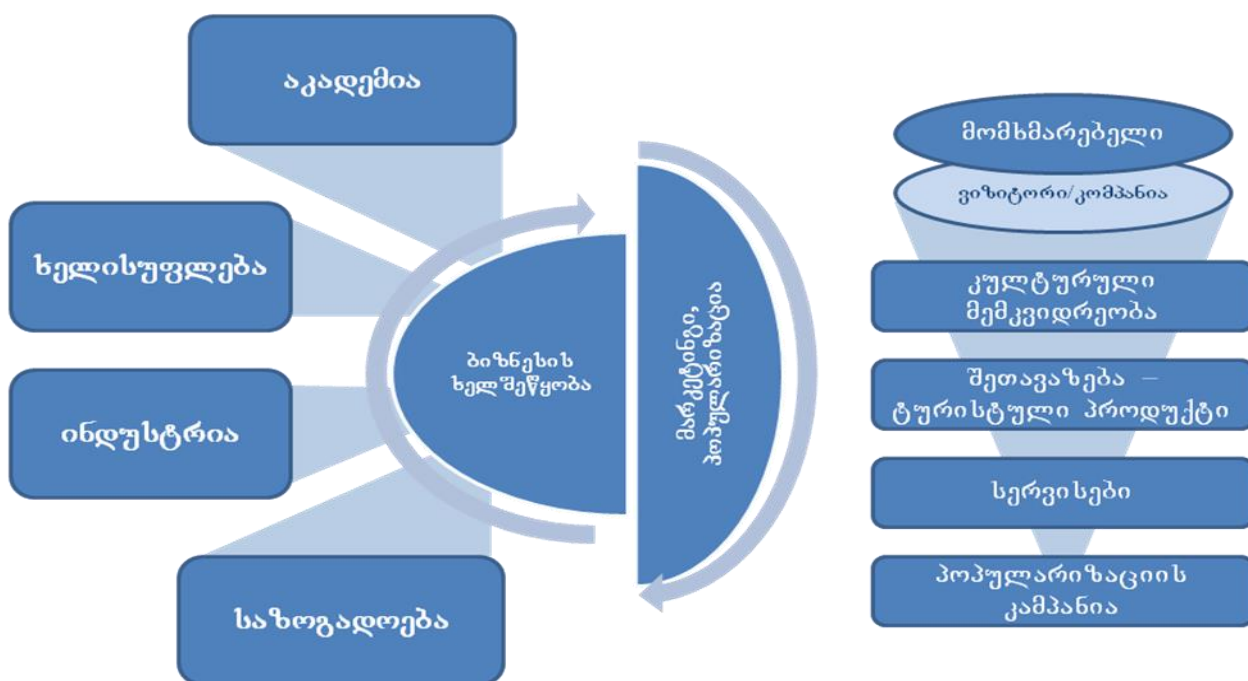 აკადემია
ხელისუფლება
ინდუსტრია
საზოგადოება
ბიზნესის
ხელშეწყობა
მარკეტინგი,
პოპულარიზაცია
მომხმარებელი
ვიზიტორი/კომპანია
კულტურული
მემკვიდრეობა
შეთავაზება –
ტურისტული პროდუქტი
სერვისები
პოპულარიზაციის
კამპანია